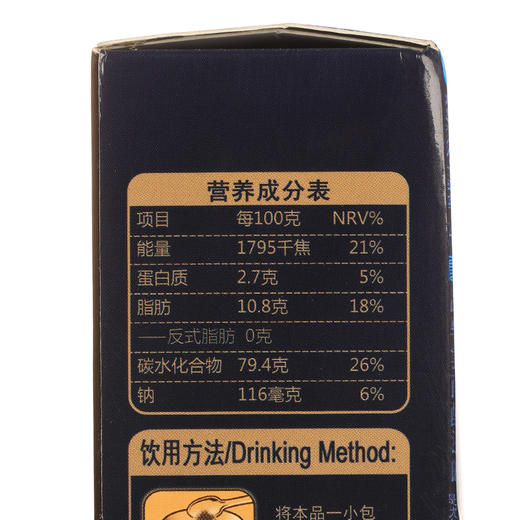 营养成分表
项目 每100克 NRV%
能量 1795千焦 21%
蛋白质 2.7克 5%
脂肪 10.8克 18%
——反式脂肪 0克
碳水化合物 79.4克 26%
钠 116毫克 6%
饮用方法/Drinking Method:
将本品一小包